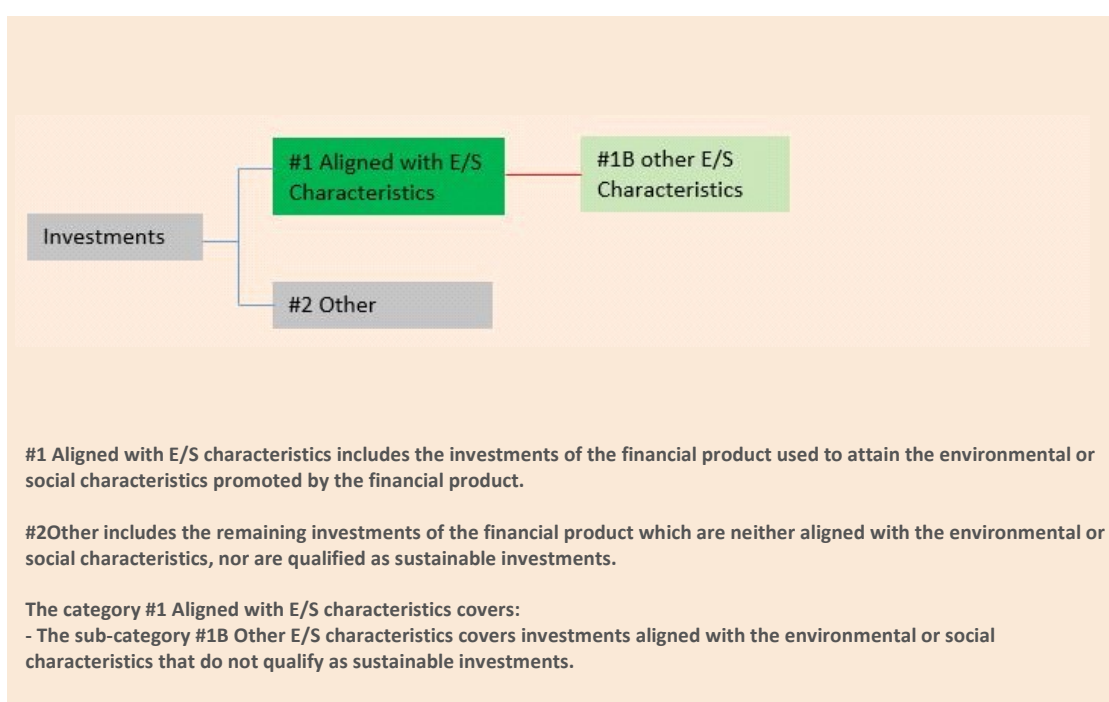 #1 Aligned with E/S
Characteristics
#1B other E/S
Characteristics
Investments
#2 Other
#1 Aligned with E/S characteristics includes the investments of the financial product used to attain the environmental or
social characteristics promoted by the financial product.
#2Other includes the remaining investments of the financial product which are neither aligned with the environmental or
social characteristics, nor are qualified as sustainable investments.
The category #1 Aligned with E/S characteristics covers:
- The sub-category #1B Other E/S characteristics covers investments aligned with the environmental or social
characteristics that do not qualify as sustainable investments.